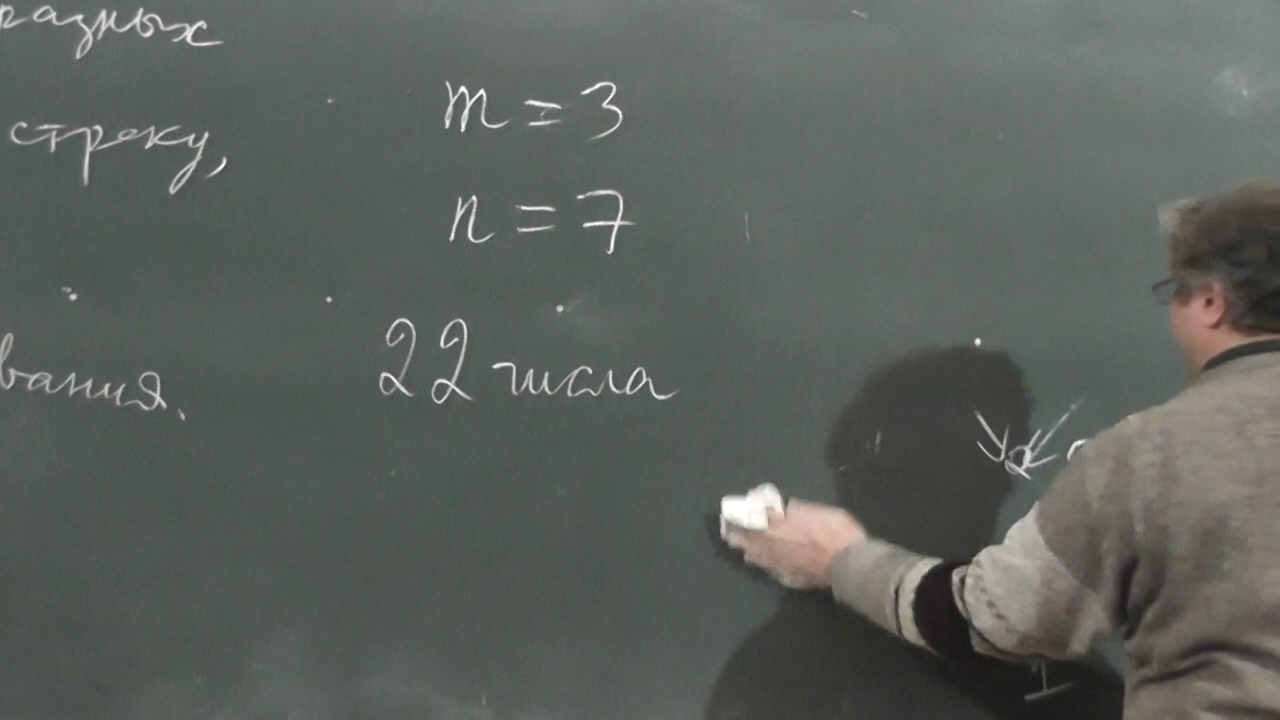 разных
m = 3
строку,
n = 7
вания.
22 числа